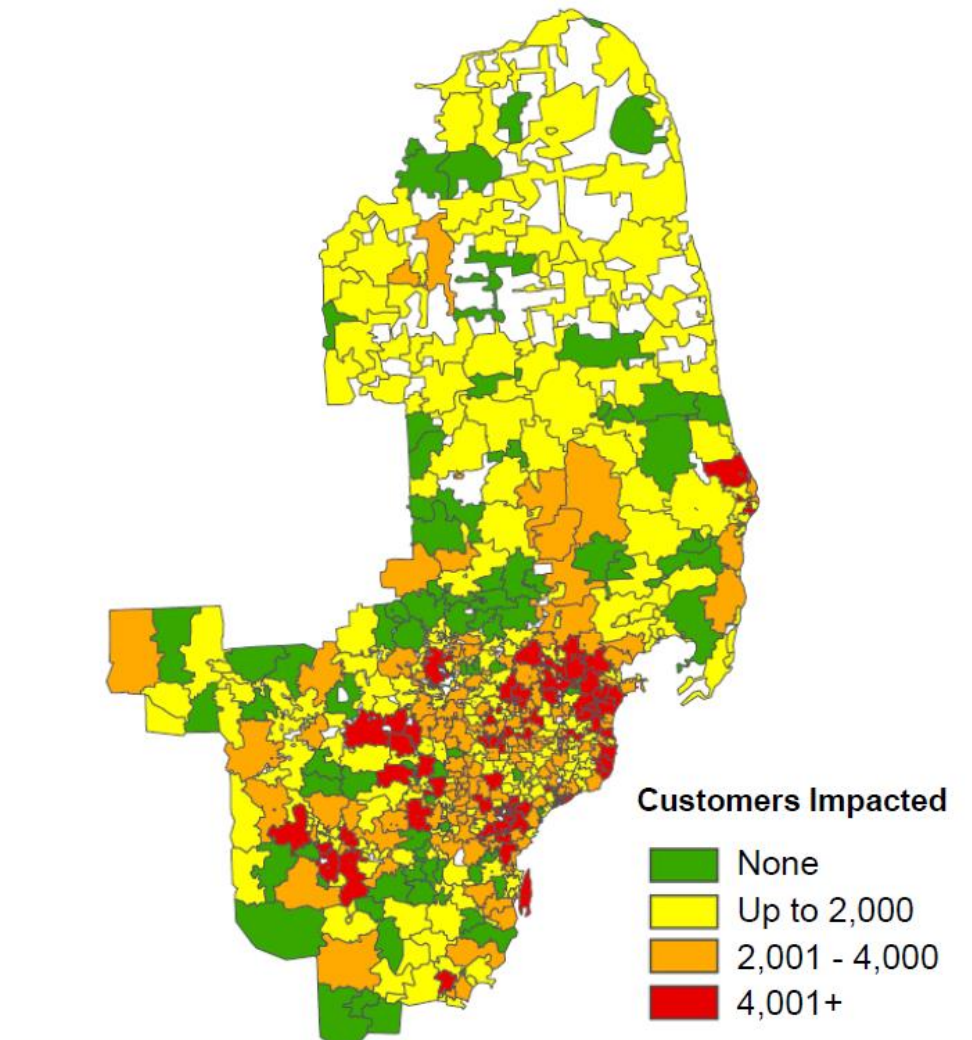 Customers Impacted
None
Up to 2,000
2,001 - 4,000
4,001+